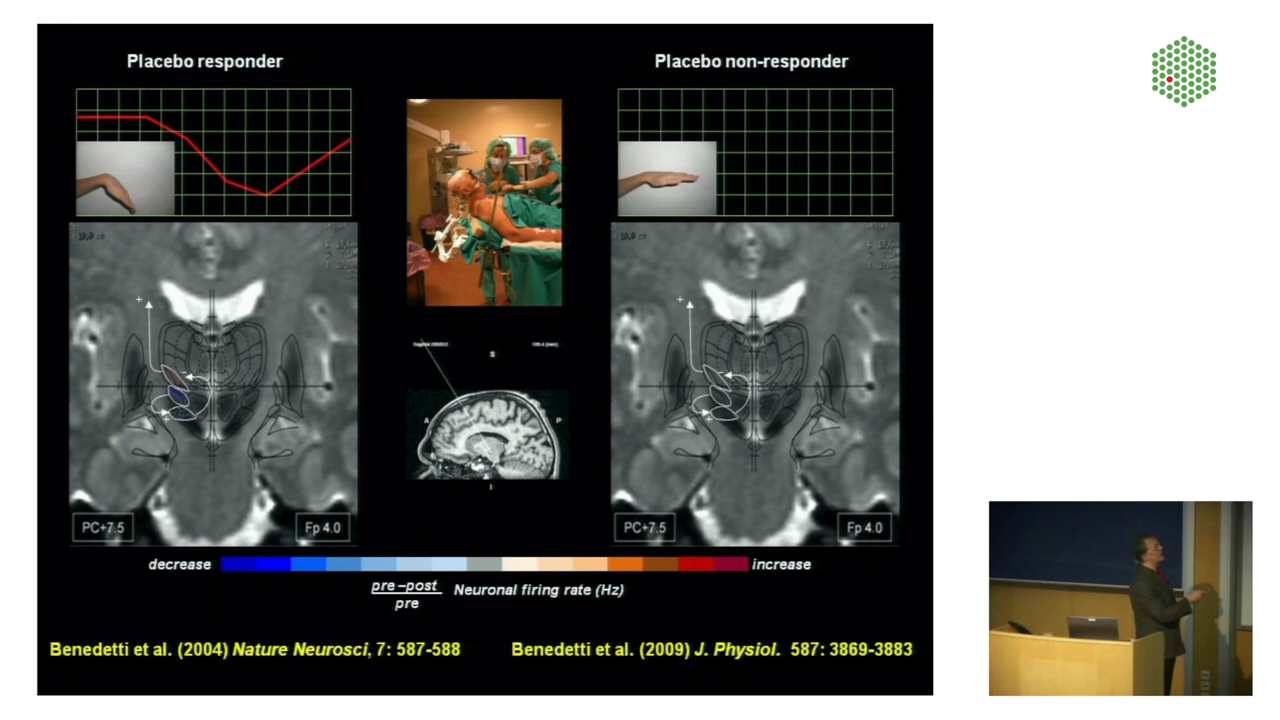 Placebo responder
Placebo non-responder
+
+
PC+7.5
Fp 4.0
S
A
P
I
+
+
PC+7.5
Fp 4.0
decrease
increase
pre –post
pre
Neuronal firing rate (Hz)
Benedetti et al. (2004) Nature Neurosci, 7: 587-588
Benedetti et al. (2009) J. Physiol. 587: 3869-3883